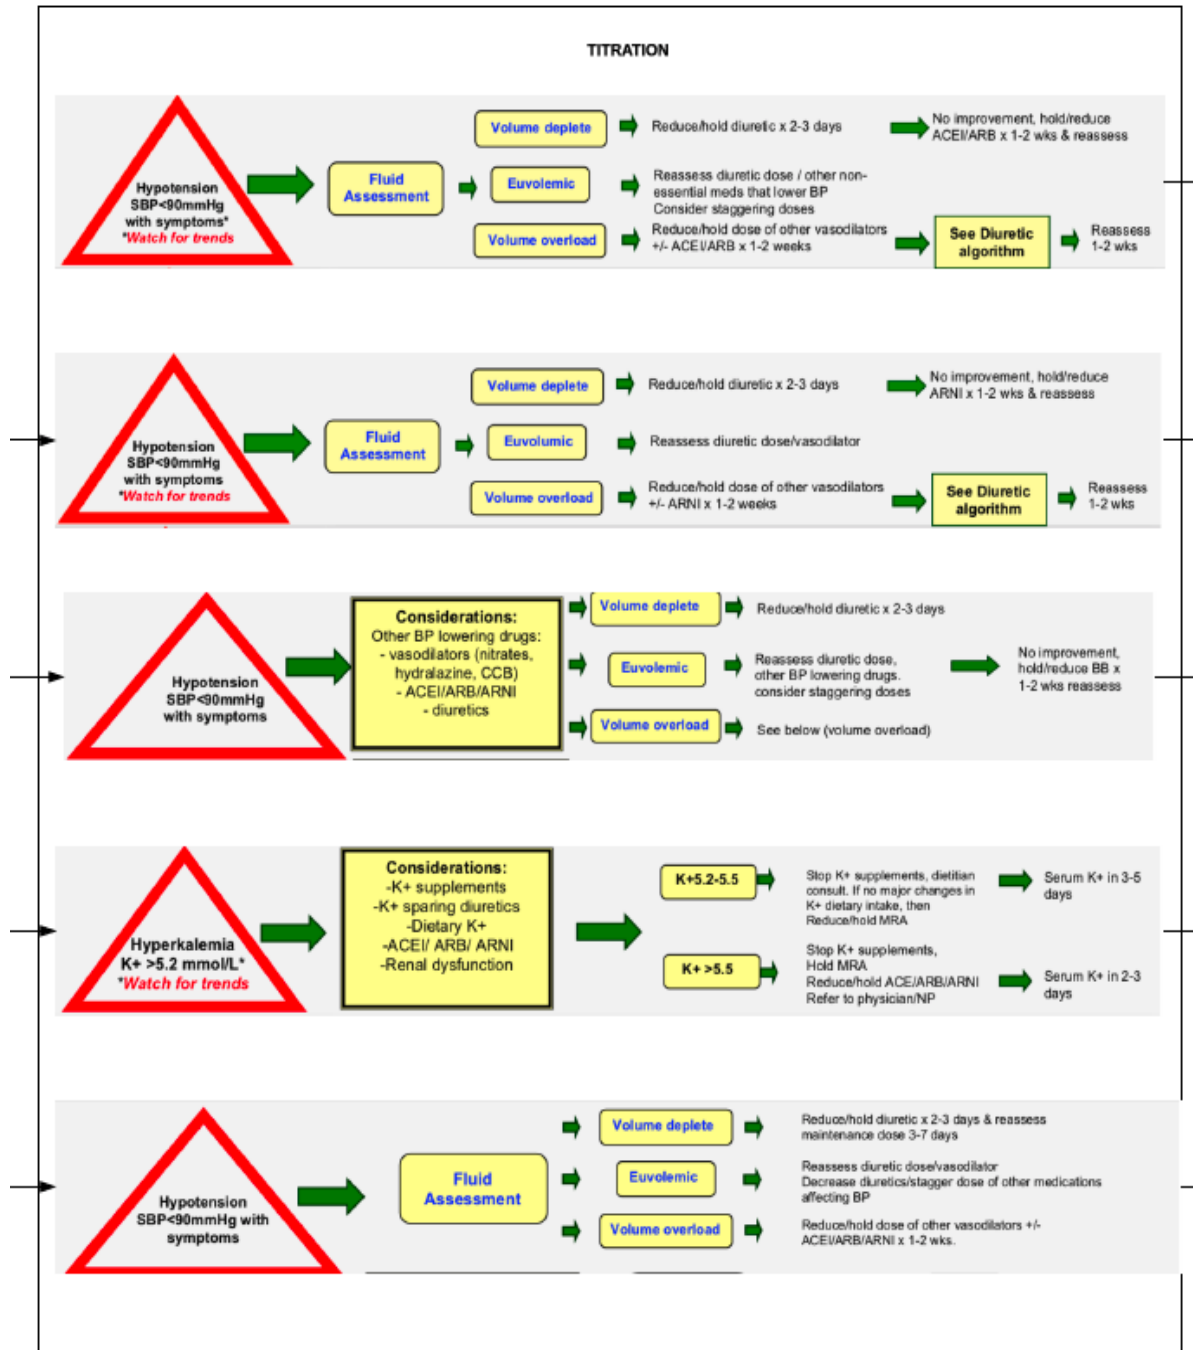 TITRATION
Hypotension
SBP<90mmHg
with symptoms*
*Watch for trends
Fluid
Assessment
Volume deplete
Reduce/hold diuretic x 2-3 days
No improvement, hold/reduce
ACEI/ARB x 1-2 wks & reassess
Euvolemic
Reassess diuretic dose / other non-
essential meds that lower BP
Consider staggering doses
Volume overload
Reduce/hold dose of other vasodilators
+/- ACEI/ARB x 1-2 weeks
See Diuretic
algorithm
Reassess
1-2 wks
Hypotension
SBP<90mmHg
with symptoms
*Watch for trends
Fluid
Assessment
Volume deplete
Reduce/hold diuretic x 2-3 days
No improvement, hold/reduce
ARNI x 1-2 wks & reassess
Euvolumic
Reassess diuretic dose/vasodilator
Volume overload
Reduce/hold dose of other vasodilators
+/- ARNI x 1-2 weeks
See Diuretic
algorithm
Reassess
1-2 wks
Hypotension
SBP<90mmHg
with symptoms
Considerations:
Other BP lowering drugs:
- vasodilators (nitrates,
hydralazine, CCB)
- ACEI/ARB/ARNI
- diuretics
Volume deplete
Reduce/hold diuretic x 2-3 days
Euvolemic
Reassess diuretic dose,
other BP lowering drugs.
consider staggering doses
No improvement,
hold/reduce BB x
1-2 wks reassess
Volume overload
See below (volume overload)
Hyperkalemia
K+ >5.2 mmol/L*
*Watch for trends
Considerations:
-K+ supplements
-K+ sparing diuretics
-Dietary K+
-ACEI/ ARB/ ARNI
-Renal dysfunction
K+5.2-5.5
Stop K+ supplements, dietitian
consult. If no major changes in
K+ dietary intake, then
Reduce/hold MRA
Serum K+ in 3-5
days
K+ >5.5
Stop K+ supplements,
Hold MRA
Reduce/hold ACE/ARB/ARNI
Refer to physician/NP
Serum K+ in 2-3
days
Hypotension
SBP<90mmHg with
symptoms
Fluid
Assessment
Volume deplete
Reduce/hold diuretic x 2-3 days & reassess
maintenance dose 3-7 days
Euvolemic
Reassess diuretic dose/vasodilator
Decrease diuretics/stagger dose of other medications
affecting BP
Volume overload
Reduce/hold dose of other vasodilators +/-
ACEI/ARB/ARNI x 1-2 wks.